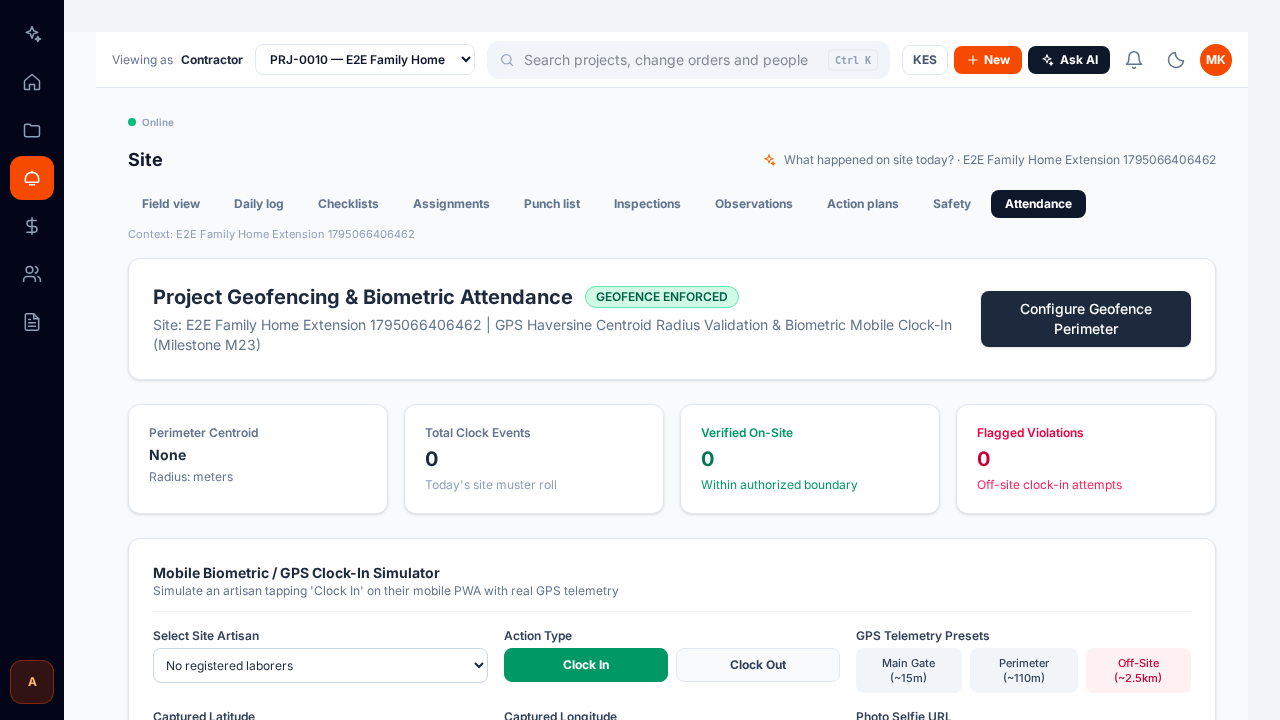 Viewing as Contractor
PRJ-0010 — E2E Family Home
Search projects, change orders and people
Ctrl K
KES
New
Ask AI
MK
Online
Site
What happened on site today? · E2E Family Home Extension 1795066406462
Field view
Daily log
Checklists
Assignments
Punch list
Inspections
Observations
Action plans
Safety
Attendance
Context: E2E Family Home Extension 1795066406462
Project Geofencing & Biometric Attendance
GEOFENCE ENFORCED
Site: E2E Family Home Extension 1795066406462 | GPS Haversine Centroid Radius Validation & Biometric Mobile Clock-In
(Milestone M23)
Configure Geofence
Perimeter
Perimeter Centroid
None
Radius: meters
Total Clock Events
0
Today's site muster roll
Verified On-Site
0
Within authorized boundary
Flagged Violations
0
Off-site clock-in attempts
Mobile Biometric / GPS Clock-In Simulator
Simulate an artisan tapping 'Clock In' on their mobile PWA with real GPS telemetry
Select Site Artisan
No registered laborers
Action Type
Clock In
Clock Out
GPS Telemetry Presets
Main Gate
(~15m)
Perimeter
(~110m)
Off-Site
(~2.5km)
A
Captured Latitude
Captured Longitude
Photo Selfie URL